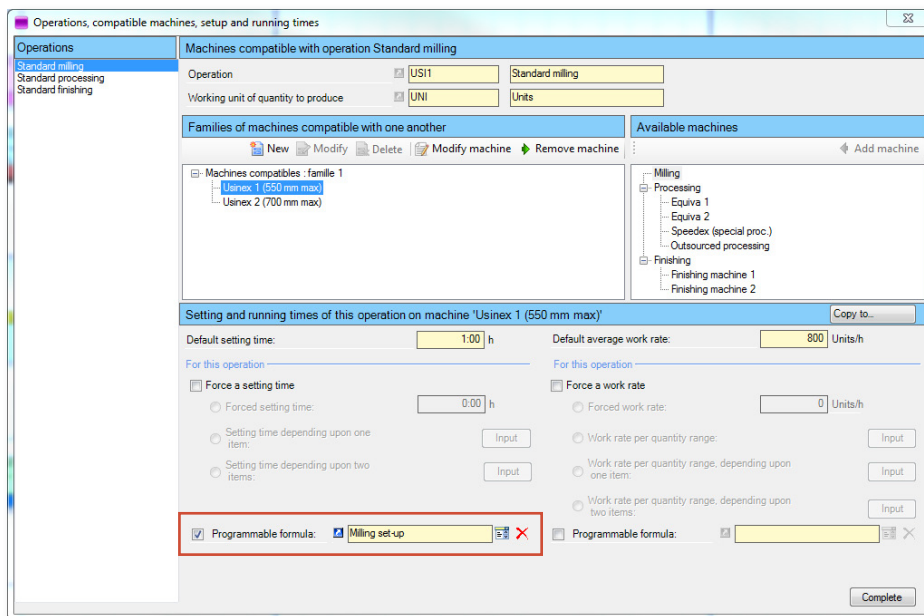 Operations, compatible machines, setup and running times
Operations
Standard milling
Standard processing
Standard finishing
Machines compatible with operation Standard milling
Operation USI1 Standard milling
Working unit of quantity to produce UNI Units
Families of machines compatible with one another
New Modify Delete Modify machine Remove machine
Machines compatibles : famille 1
Usinex 1 (550 mm max)
Usinex 2 (700 mm max)
Available machines
Add machine
Milling
Processing
Equiva 1
Equiva 2
Speedex (special proc.)
Outsourced processing
Finishing
Finishing machine 1
Finishing machine 2
Setting and running times of this operation on machine 'Usinex 1 (550 mm max)' Copy to...
Default setting time: 1:00 h
For this operation
Force a setting time
Forced setting time: 0:00 h
Setting time depending upon one
item: Input
Setting time depending upon two
items: Input
Programmable formula: Milling set-up
Default average work rate: 800 Units/h
For this operation
Force a work rate
Forced work rate: 0 Units/h
Work rate per quantity range: Input
Work rate per quantity range, depending upon
one item: Input
Work rate per quantity range, depending upon
two items: Input
Programmable formula:
Complete